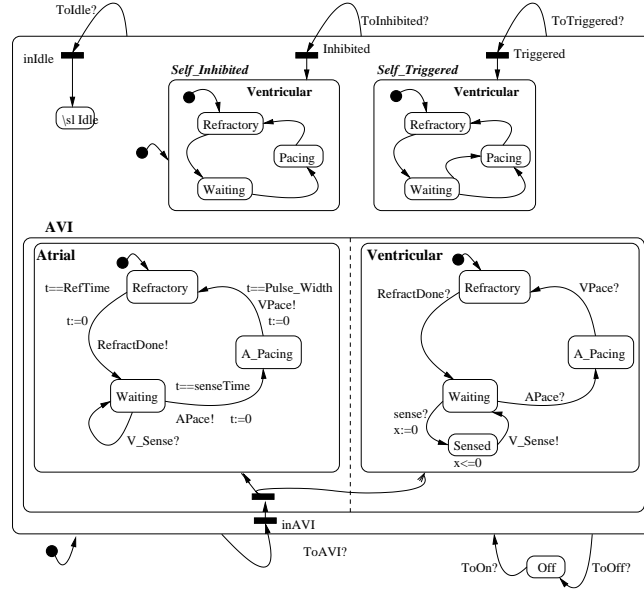 ToIdle?
ToInhibited?
ToTriggered?
inIdle
Inhibited
Triggered
Self_Inhibited
Self_Triggered
Ventricular
Ventricular
\sl Idle
Refractory
Refractory
Pacing
Pacing
Waiting
Waiting
AVI
Atrial
Ventricular
t==RefTime
Refractory
t==Pulse_Width
VPace!
t:=0
t:=0
RefractDone!
A_Pacing
t==senseTime
Waiting
APace!
t:=0
V_Sense?
RefractDone?
Refractory
VPace?
A_Pacing
Waiting
APace?
sense?
x:=0
Sensed
V_Sense!
x<=0
inAVI
ToAVI?
ToOn?
Off
ToOff?